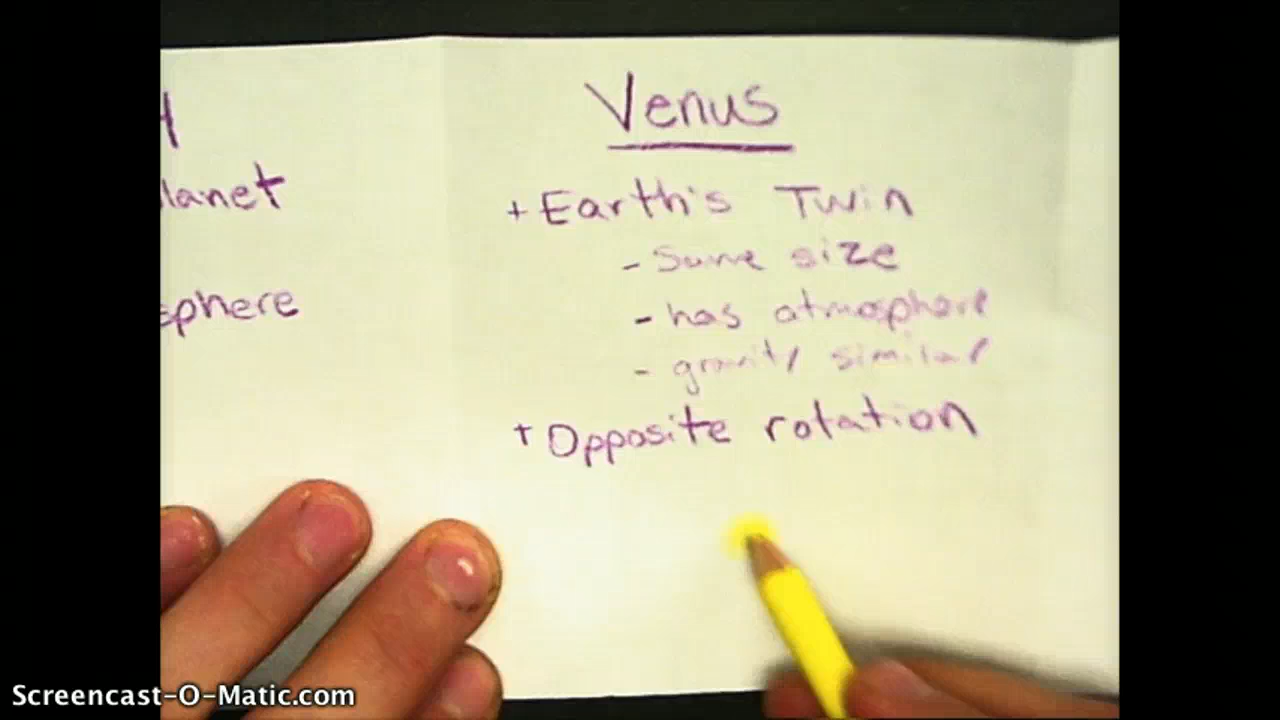 lanet
sphere
Venus
+ Earth's Twin
- Same size
- has atmosphere
- gravity similar
+ Opposite rotation
Screencast-O-Matic.com